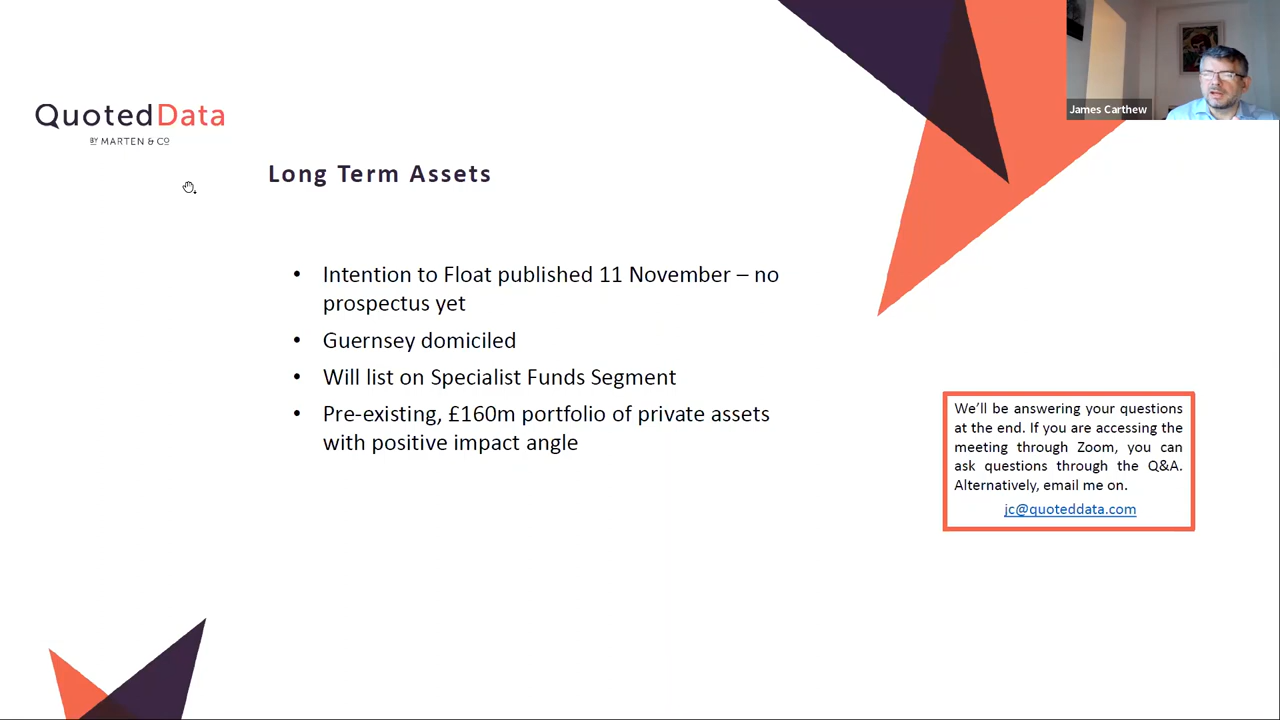 James Carthew
QuotedData
BY MARTEN & CO
Long Term Assets
• Intention to Float published 11 November – no
prospectus yet
• Guernsey domiciled
• Will list on Specialist Funds Segment
• Pre-existing, £160m portfolio of private assets
with positive impact angle
We’ll be answering your questions
at the end. If you are accessing the
meeting through Zoom, you can
ask questions through the Q&A.
Alternatively, email me on.
jc@quoteddata.com